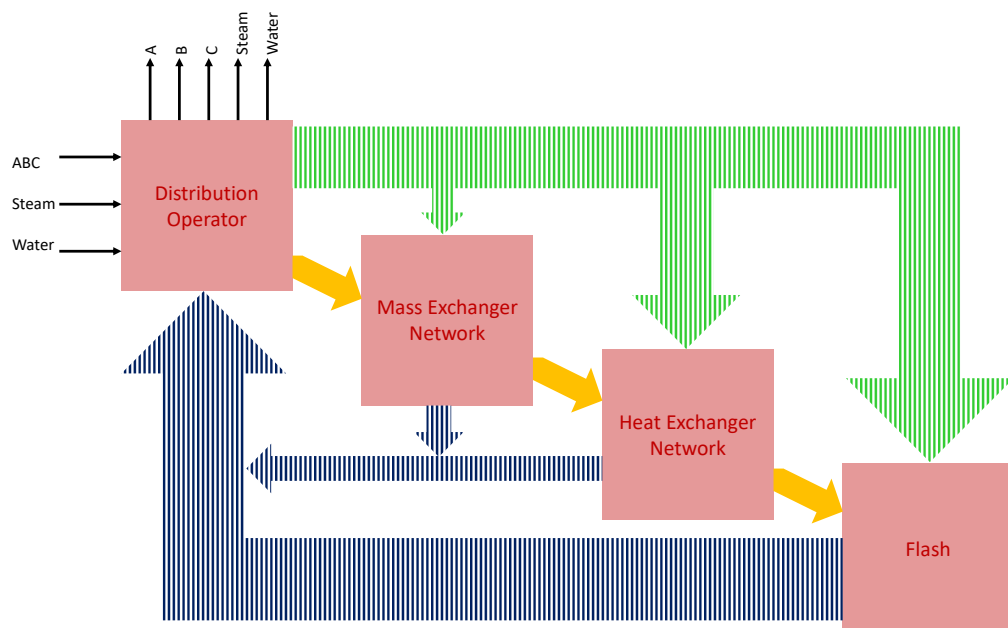 A
B
C
Steam
Water
ABC
Steam
Water
Distribution
Operator
Mass Exchanger
Network
Heat Exchanger
Network
Flash